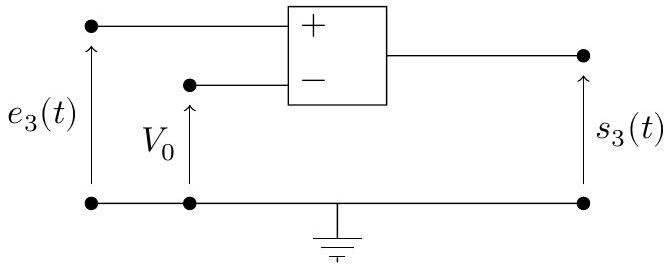 +
−
e₃(t)
V₀
s₃(t)